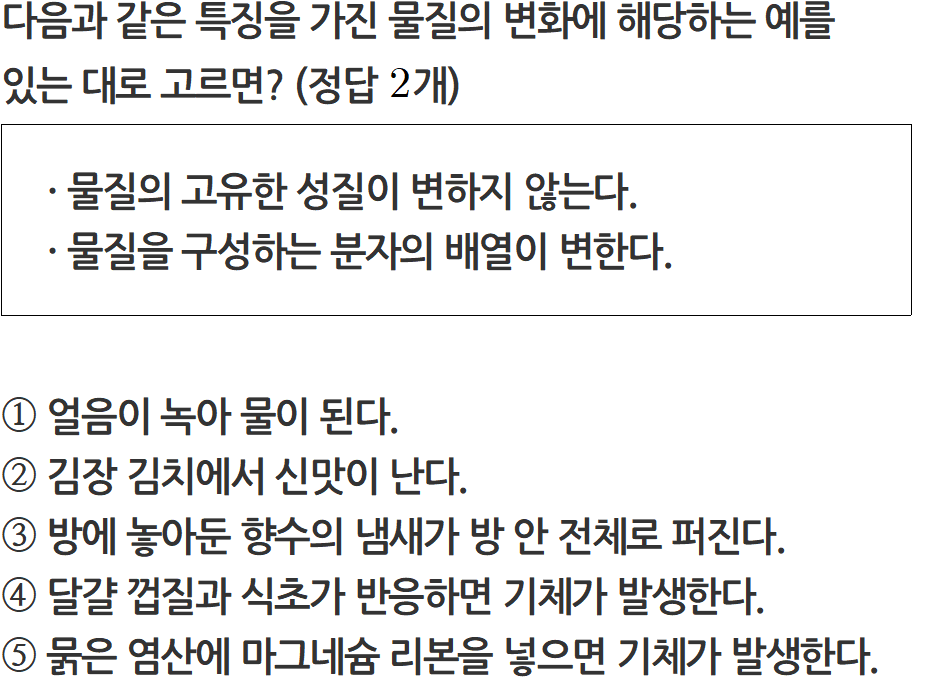 다음과 같은 특징을 가진 물질의 변화에 해당하는 예를
있는 대로 고르면? (정답 2개)
· 물질의 고유한 성질이 변하지 않는다.
· 물질을 구성하는 분자의 배열이 변한다.
① 얼음이 녹아 물이 된다.
② 김장 김치에서 신맛이 난다.
③ 방에 놓아둔 향수의 냄새가 방 안 전체로 퍼진다.
④ 달걀 껍질과 식초가 반응하면 기체가 발생한다.
⑤ 묽은 염산에 마그네슘 리본을 넣으면 기체가 발생한다.